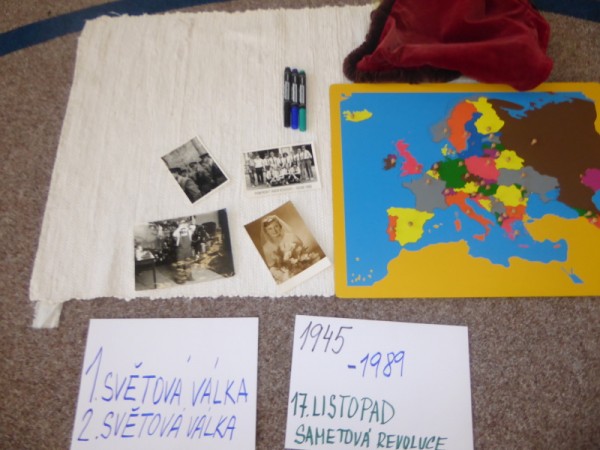 1. SVĚTOVÁ VÁLKA
2. SVĚTOVÁ VÁLKA
1945
-1989
17. LISTOPAD
SAMETOVÁ REVOLUCE